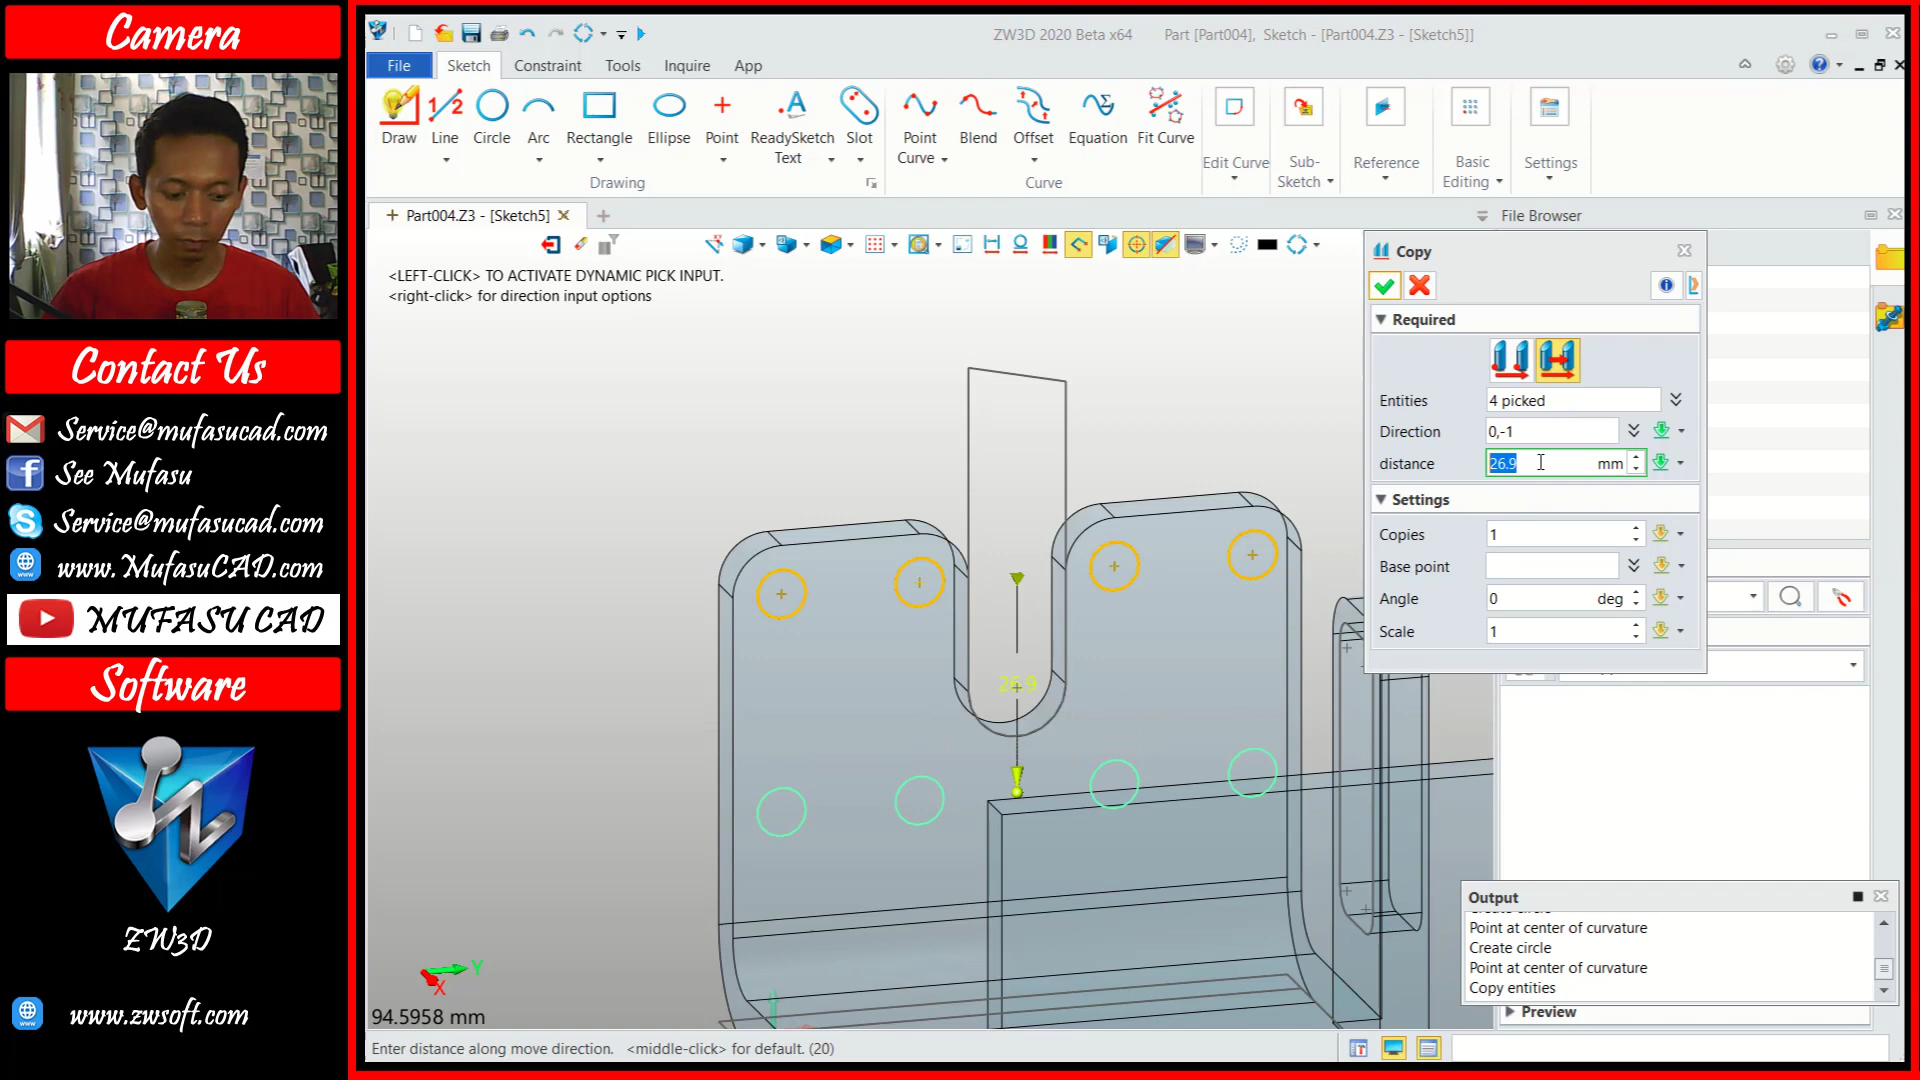 Camera
Contact Us
Service@mufasucad.com
See Mufasu
Service@mufasucad.com
www.MufasuCAD.com
MUFASU CAD
Software
ZW3D
www.zwsoft.com
ZW3D 2020 Beta x64    Part [Part004], Sketch - [Part004.Z3 - [Sketch5]]
File Sketch Constraint Tools Inquire App
Draw Line Circle Arc Rectangle Ellipse Point ReadySketch Text Slot
Drawing
Point Curve Blend Offset Equation Fit Curve
Curve
Edit Curve
Sub-Sketch
Reference
Basic Editing
Settings
Part004.Z3 - [Sketch5]
File Browser
<LEFT-CLICK> TO ACTIVATE DYNAMIC PICK INPUT.
<right-click> for direction input options
Copy
Required
Entities 4 picked
Direction 0,-1
distance 26.9 mm
Settings
Copies 1
Base point
Angle 0 deg
Scale 1
26.9
Y
X
94.5958 mm
Output
Create circle
Point at center of curvature
Create circle
Point at center of curvature
Copy entities
Preview
Enter distance along move direction. <middle-click> for default. (20)